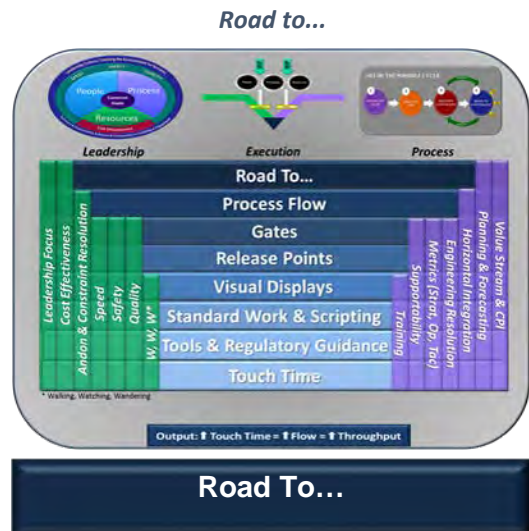 Road to...
People
Process
Resources
Leadership
Execution
Process
Road To...
Process Flow
Gates
Release Points
Visual Displays
Standard Work & Scripting
Tools & Regulatory Guidance
Touch Time
Leadership Focus
Cost Effectiveness
Andon & Constraint Resolution
Speed
Safety
Quality
W, W, W*
Training
Supportability
Metrics (Strat, Op, Tac)
Engineering Resolution
Horizontal Integration
Planning & Forecasting
Value Stream & CPI
* Walking, Watching, Wandering
Output: ⬆ Touch Time = ⬆ Flow = ⬆ Throughput
Road To…